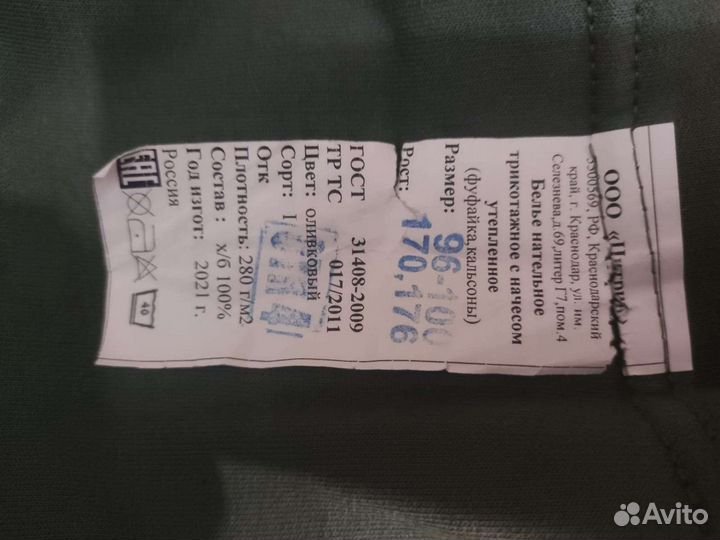 ООО
3500569, РФ, Краснодарский
край, г. Краснодар, ул. им.
Селезнева,д.69,литер Г7,пом.4
Белье нательное
трикотажное с начесом
утепленное
(фуфайка,кальсоны)
Размер: 96-100
Рост: 170,176
ГОСТ 31408-2009
ТР ТС 017/2011
Цвет: оливковый
Сорт: 1
Отк
Плотность: 280 г/м2
Состав : х/б 100%
Год изгот: 2021 г.
Россия
EAC
40
Avito